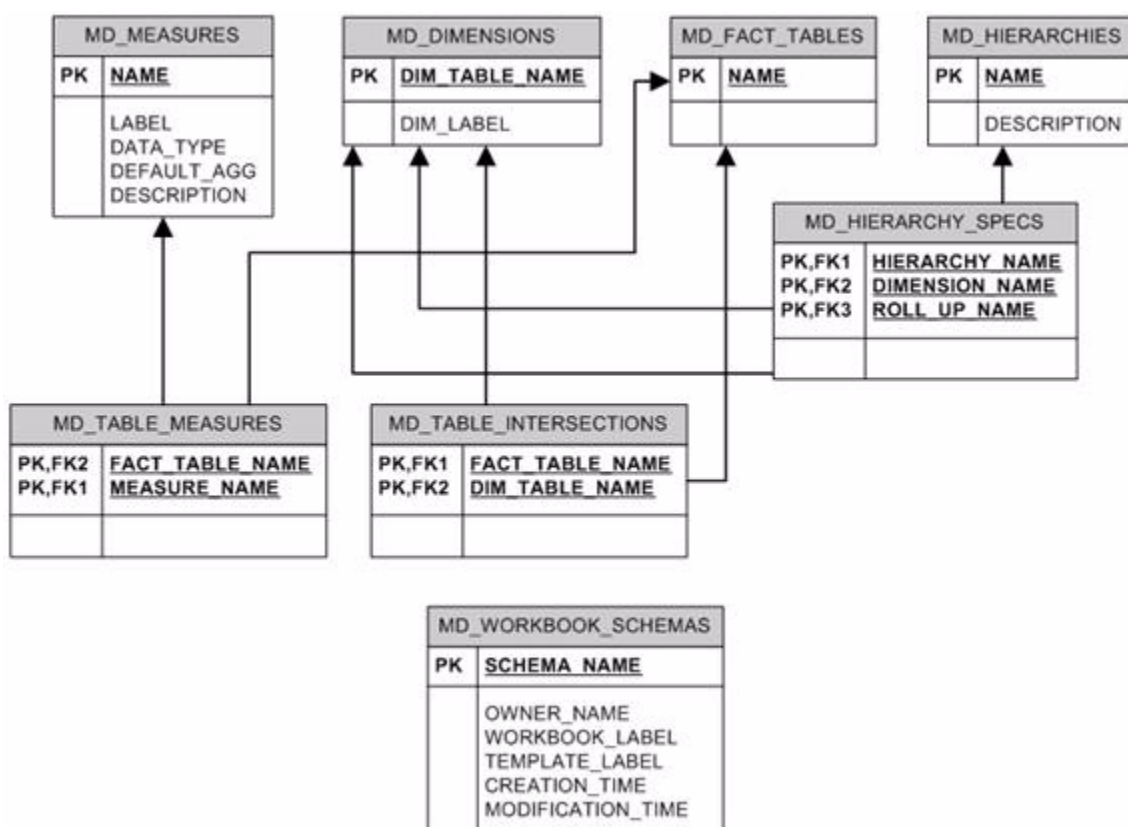 MD_MEASURES
PK NAME
LABEL
DATA_TYPE
DEFAULT_AGG
DESCRIPTION
MD_DIMENSIONS
PK DIM_TABLE_NAME
DIM_LABEL
MD_FACT_TABLES
PK NAME
MD_HIERARCHIES
PK NAME
DESCRIPTION
MD_HIERARCHY_SPECS
PK,FK1 HIERARCHY_NAME
PK,FK2 DIMENSION_NAME
PK,FK3 ROLL_UP_NAME
MD_TABLE_MEASURES
PK,FK2 FACT_TABLE_NAME
PK,FK1 MEASURE_NAME
MD_TABLE_INTERSECTIONS
PK,FK1 FACT_TABLE_NAME
PK,FK2 DIM_TABLE_NAME
MD_WORKBOOK_SCHEMAS
PK SCHEMA_NAME
OWNER_NAME
WORKBOOK_LABEL
TEMPLATE_LABEL
CREATION_TIME
MODIFICATION_TIME